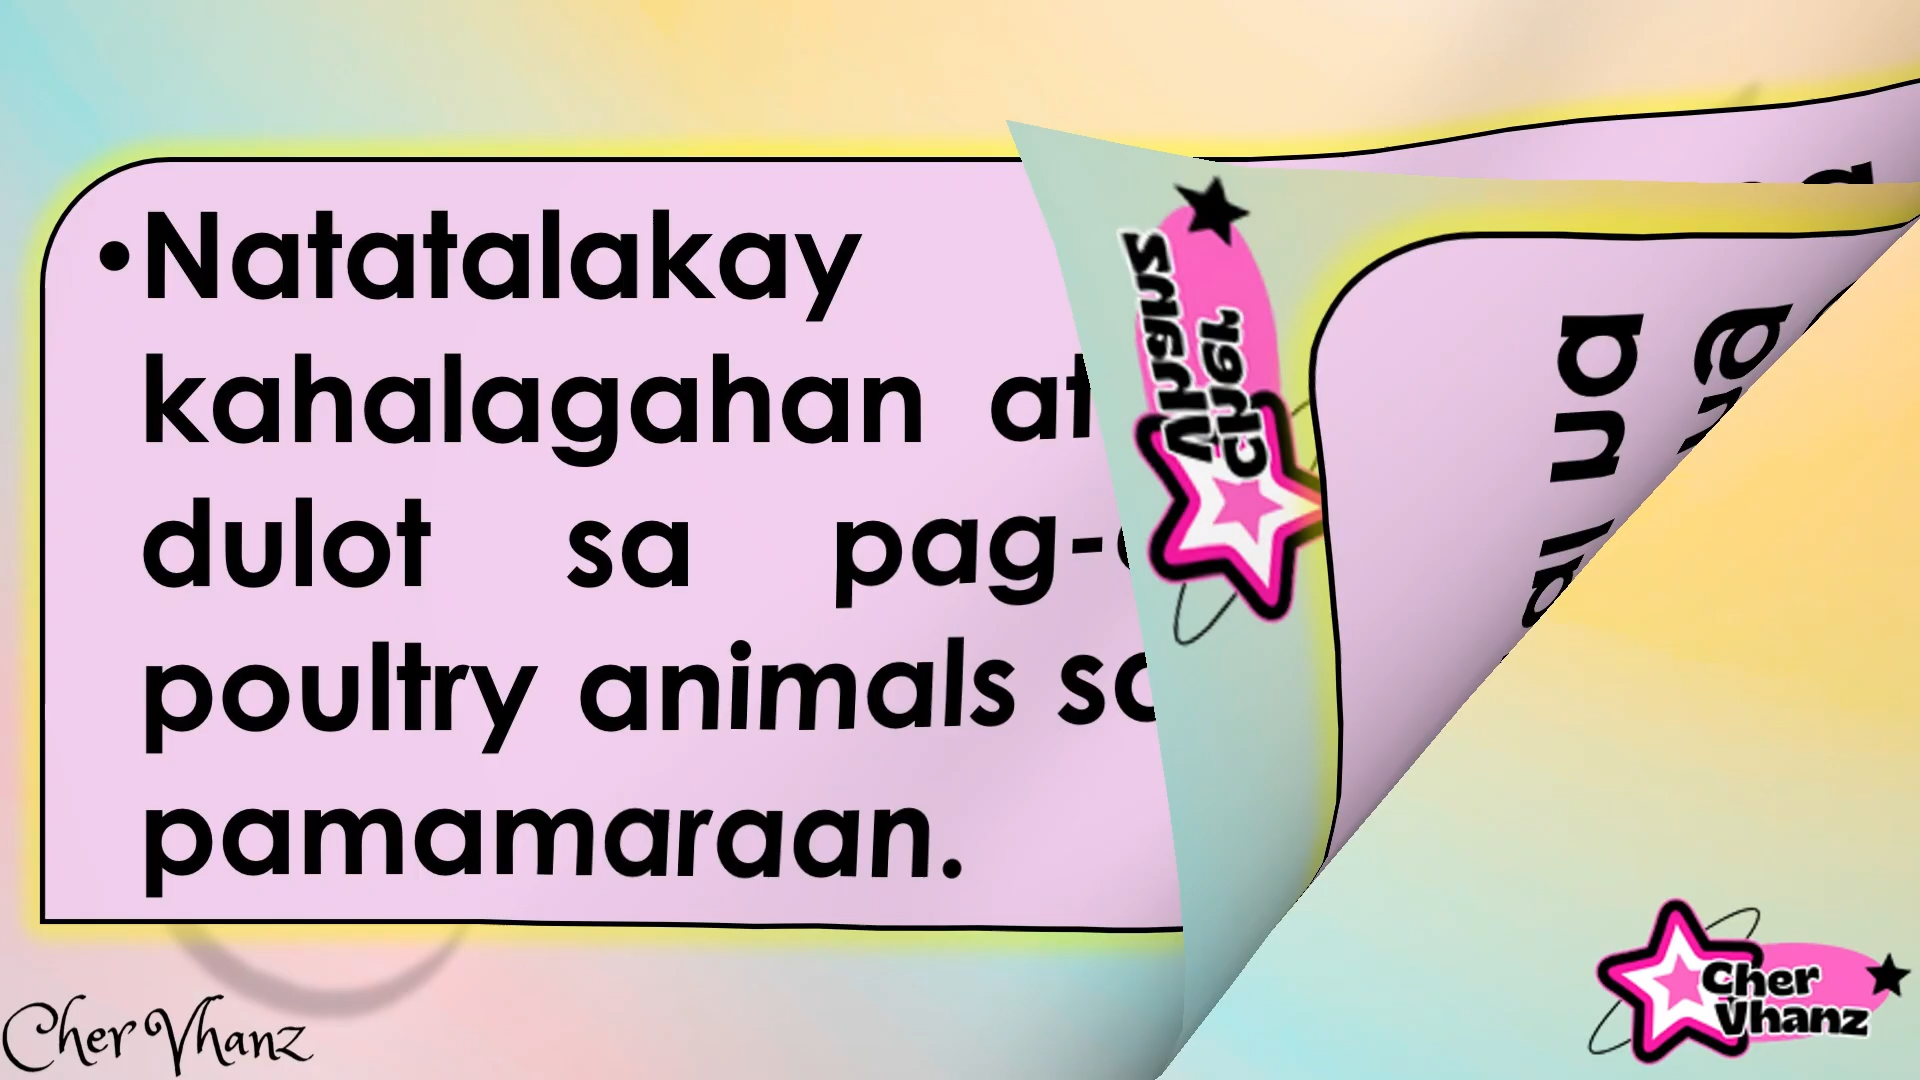 •Natatalakay
kahalagahan at
dulot sa pag-
poultry animals sa
pamamaraan.
Cher Vhanz
Cher
Vhanz
Cher
Vhanz